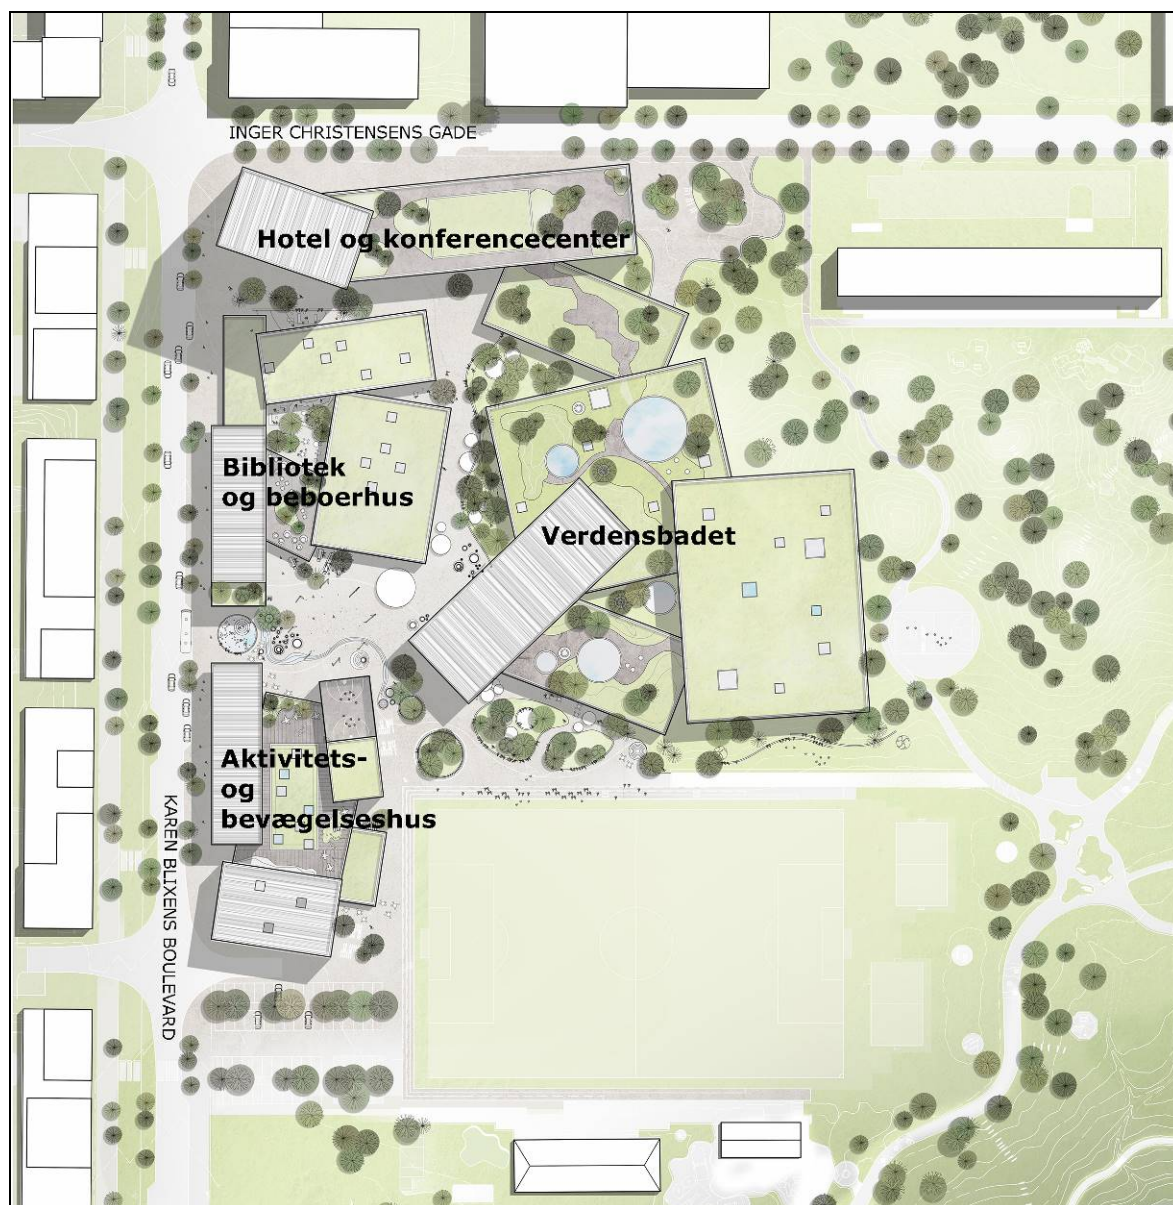 INGER CHRISTENSENS GADE
Hotel og konferencecenter
Bibliotek
og beboerhus
Verdensbadet
Aktivitets-
og
bevægelseshus
KAREN BLIXENS BOULEVARD